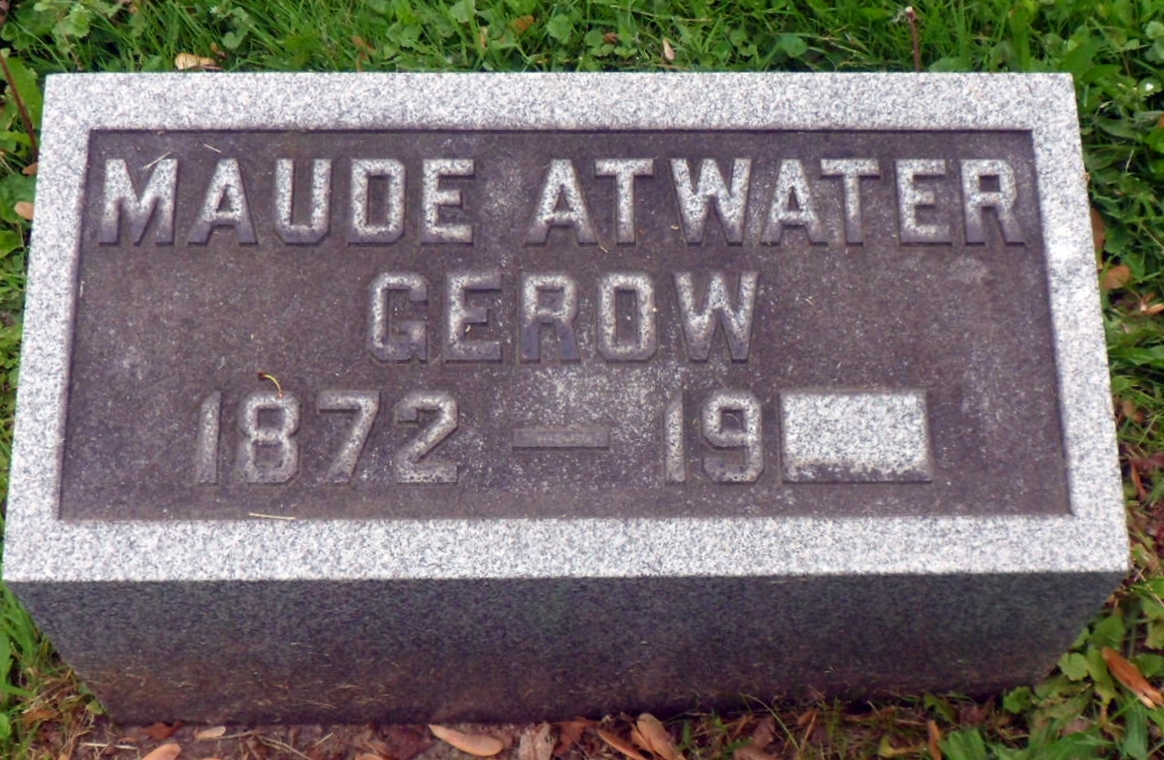 MAUDE ATWATER
GEROW
1872 — 19